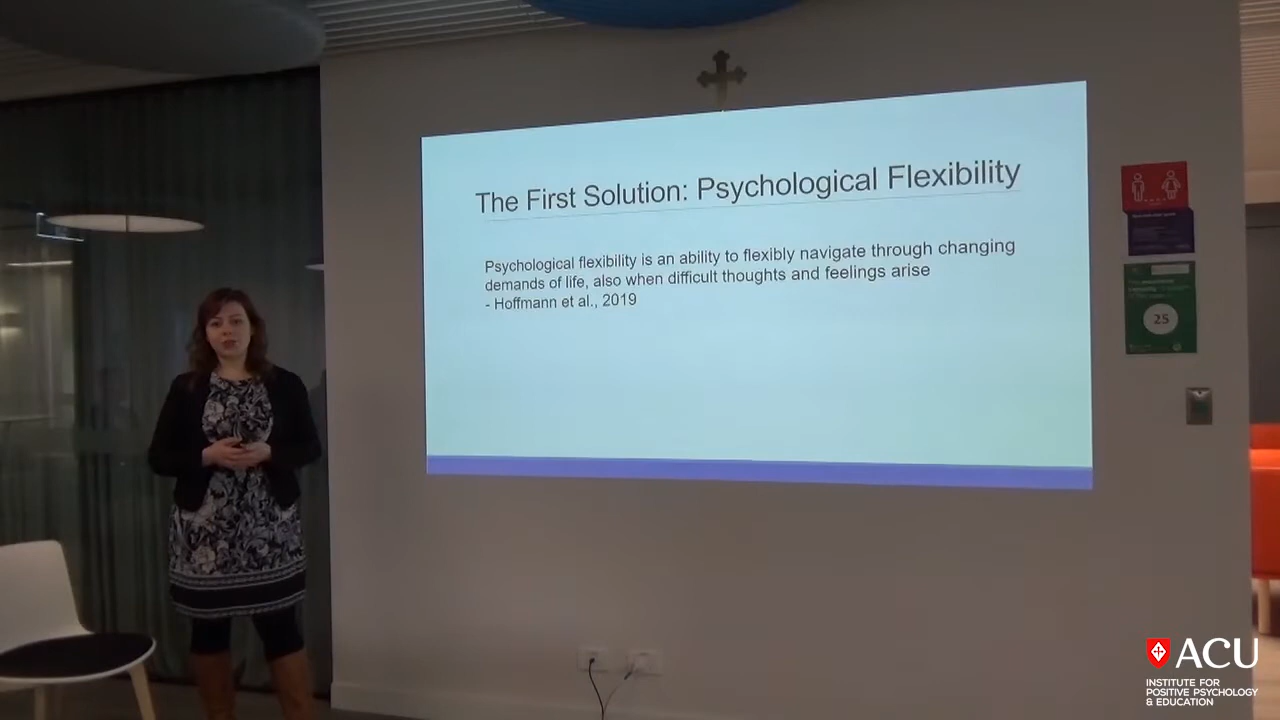 The First Solution: Psychological Flexibility
Psychological flexibility is an ability to flexibly navigate through changing
demands of life, also when difficult thoughts and feelings arise
- Hoffmann et al., 2019
25
ACU
INSTITUTE FOR
POSITIVE PSYCHOLOGY
& EDUCATION